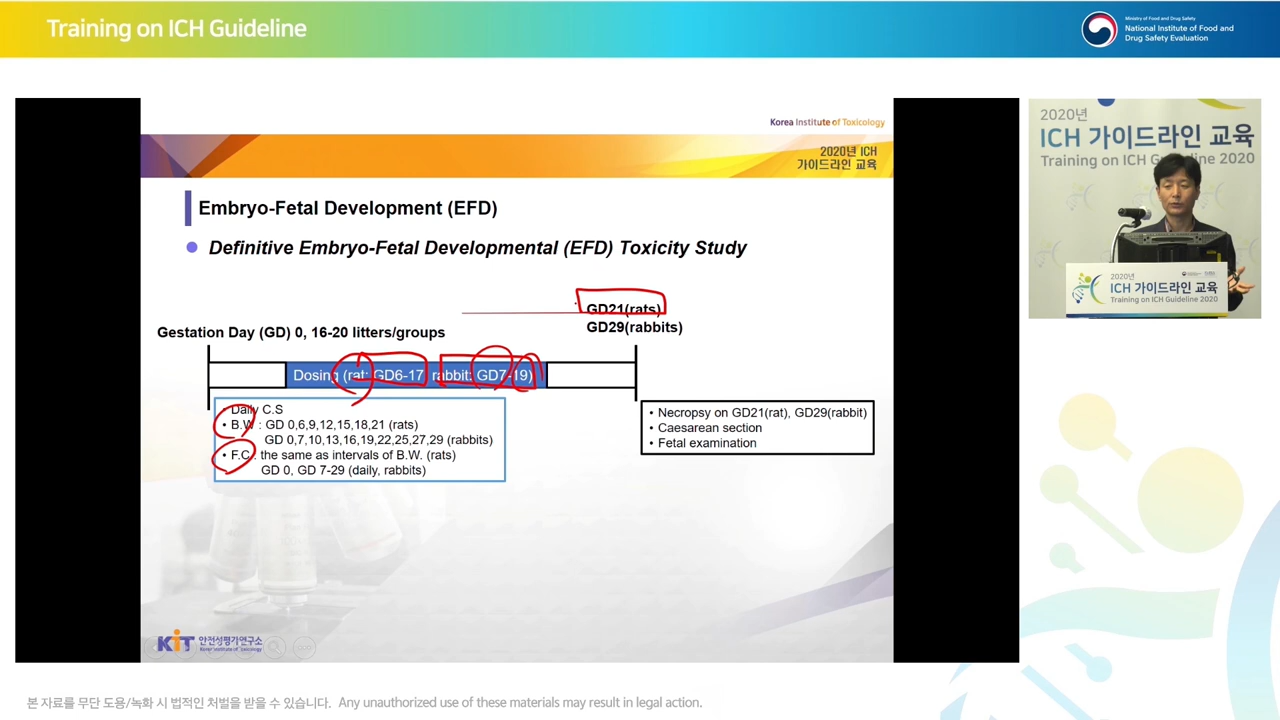 Training on ICH Guideline
Ministry of Food and Drug Safety
National Institute of Food and
Drug Safety Evaluation
Korea Institute of Toxicology
2020년 ICH
가이드라인 교육
Embryo-Fetal Development (EFD)
Definitive Embryo-Fetal Developmental (EFD) Toxicity Study
GD21(rats)
GD29(rabbits)
Gestation Day (GD) 0, 16-20 litters/groups
Dosing (rat: GD6-17, rabbit: GD7-19)
• Daily C.S
• B.W : GD 0,6,9,12,15,18,21 (rats)
GD 0,7,10,13,16,19,22,25,27,29 (rabbits)
• F.C : the same as intervals of B.W. (rats)
GD 0, GD 7-29 (daily, rabbits)
• Necropsy on GD21(rat), GD29(rabbit)
• Caesarean section
• Fetal examination
KIT 안전성평가연구소
Korea Institute of Toxicology
2020년
ICH 가이드라인 교육
Training on ICH Guideline 2020
2020년
ICH 가이드라인 교육
Training on ICH Guideline 2020
본 자료를 무단 도용/녹화 시 법적인 처벌을 받을 수 있습니다. Any unauthorized use of these materials may result in legal action.